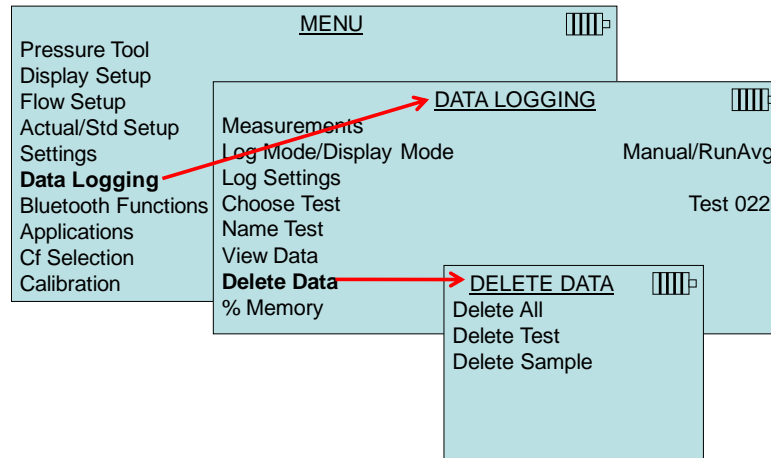 MENU
Pressure Tool
Display Setup
Flow Setup
Actual/Std Setup
Settings
Data Logging
Bluetooth Functions
Applications
Cf Selection
Calibration
DATA LOGGING
Measurements
Log Mode/Display Mode Manual/RunAvg
Log Settings
Choose Test Test 022
Name Test
View Data
Delete Data
% Memory
DELETE DATA
Delete All
Delete Test
Delete Sample